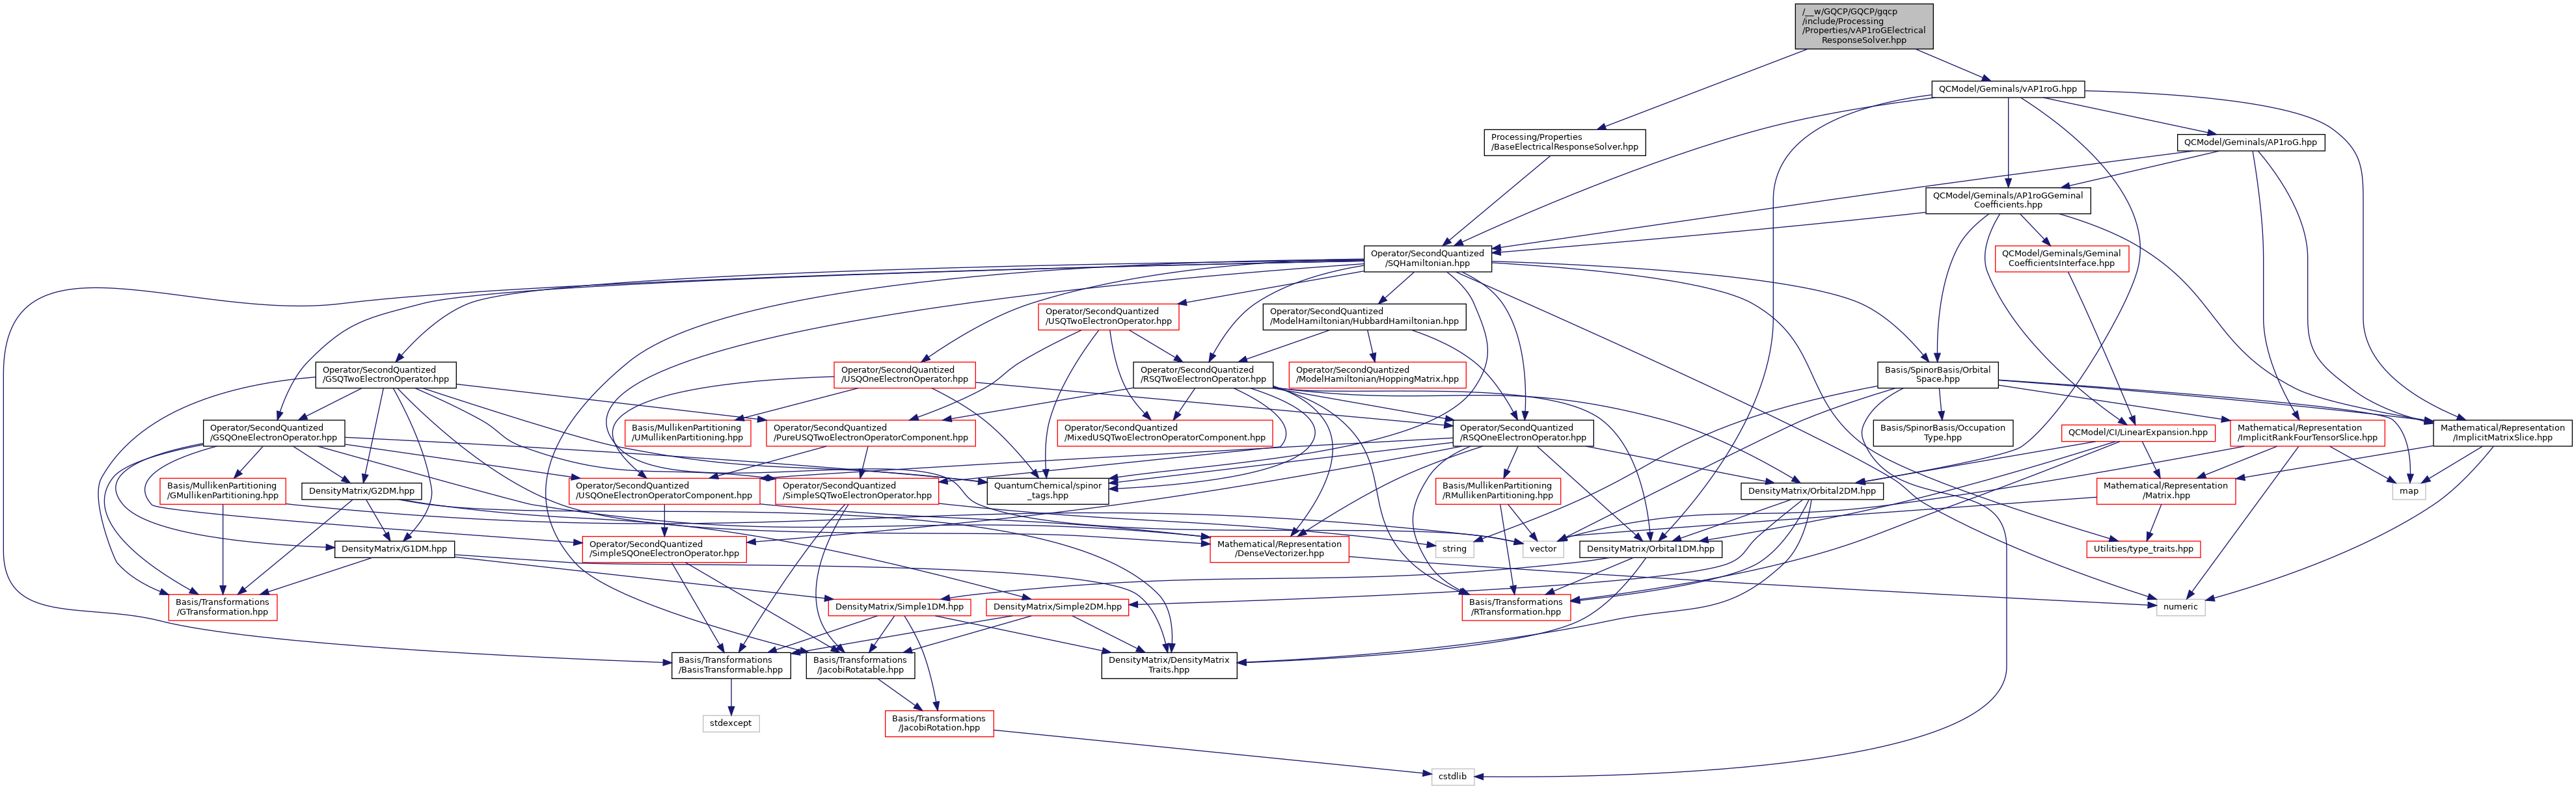 /__w/GQCP/GQCP/gqcp
/include/Processing
/Properties/vAP1roGElectrical
ResponseSolver.hpp
QCModel/Geminals/vAP1roG.hpp
Processing/Properties
/BaseElectricalResponseSolver.hpp
QCModel/Geminals/AP1roG.hpp
QCModel/Geminals/AP1roGGeminal
Coefficients.hpp
Operator/SecondQuantized
/SQHamiltonian.hpp
QCModel/Geminals/Geminal
CoefficientsInterface.hpp
Operator/SecondQuantized
/USQTwoElectronOperator.hpp
Operator/SecondQuantized
/ModelHamiltonian/HubbardHamiltonian.hpp
Operator/SecondQuantized
/GSQTwoElectronOperator.hpp
Operator/SecondQuantized
/USQOneElectronOperator.hpp
Operator/SecondQuantized
/RSQTwoElectronOperator.hpp
Operator/SecondQuantized
/ModelHamiltonian/HoppingMatrix.hpp
Basis/SpinorBasis/Orbital
Space.hpp
Operator/SecondQuantized
/GSQOneElectronOperator.hpp
Basis/MullikenPartitioning
/UMullikenPartitioning.hpp
Operator/SecondQuantized
/PureUSQTwoElectronOperatorComponent.hpp
Operator/SecondQuantized
/MixedUSQTwoElectronOperatorComponent.hpp
Operator/SecondQuantized
/RSQOneElectronOperator.hpp
Basis/SpinorBasis/Occupation
Type.hpp
QCModel/CI/LinearExpansion.hpp
Mathematical/Representation
/ImplicitRankFourTensorSlice.hpp
Mathematical/Representation
/ImplicitMatrixSlice.hpp
Basis/MullikenPartitioning
/GMullikenPartitioning.hpp
DensityMatrix/G2DM.hpp
Operator/SecondQuantized
/USQOneElectronOperatorComponent.hpp
Operator/SecondQuantized
/SimpleSQTwoElectronOperator.hpp
QuantumChemical/spinor
_tags.hpp
Basis/MullikenPartitioning
/RMullikenPartitioning.hpp
DensityMatrix/Orbital2DM.hpp
Mathematical/Representation
/Matrix.hpp
map
DensityMatrix/G1DM.hpp
Operator/SecondQuantized
/SimpleSQOneElectronOperator.hpp
Mathematical/Representation
/DenseVectorizer.hpp
string
vector
DensityMatrix/Orbital1DM.hpp
Utilities/type_traits.hpp
Basis/Transformations
/GTransformation.hpp
DensityMatrix/Simple1DM.hpp
DensityMatrix/Simple2DM.hpp
Basis/Transformations
/RTransformation.hpp
numeric
Basis/Transformations
/BasisTransformable.hpp
Basis/Transformations
/JacobiRotatable.hpp
DensityMatrix/DensityMatrix
Traits.hpp
stdexcept
Basis/Transformations
/JacobiRotation.hpp
cstdlib